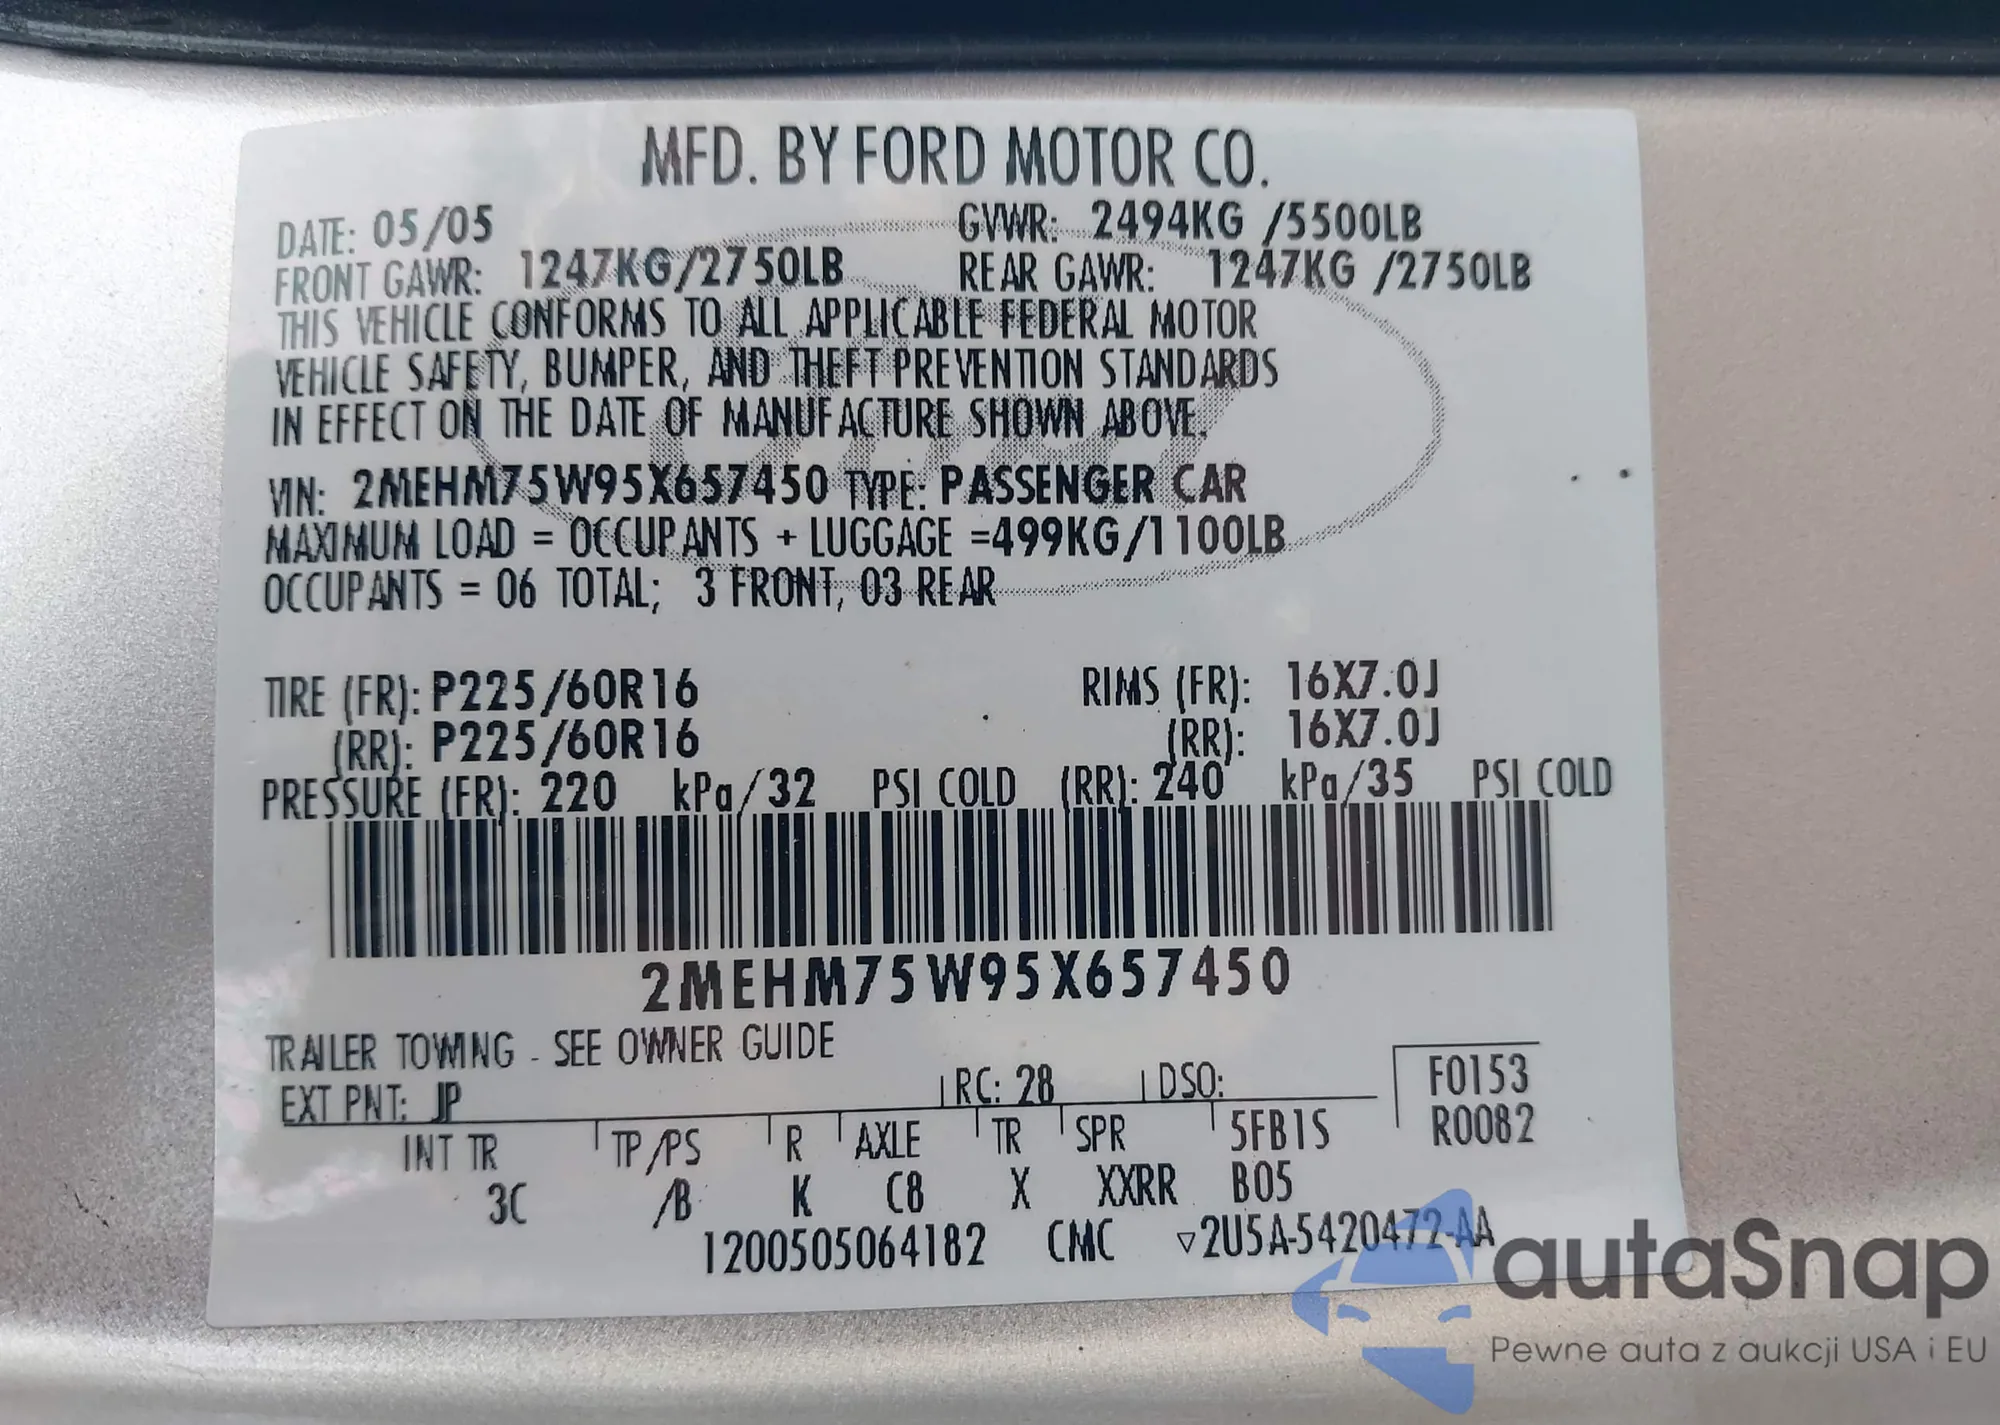 MFD. BY FORD MOTOR CO.
DATE: 05/05 GVWR: 2494KG /5500LB
FRONT GAWR: 1247KG/2750LB REAR GAWR: 1247KG /2750LB
THIS VEHICLE CONFORMS TO ALL APPLICABLE FEDERAL MOTOR
VEHICLE SAFETY, BUMPER, AND THEFT PREVENTION STANDARDS
IN EFFECT ON THE DATE OF MANUFACTURE SHOWN ABOVE.
VIN: 2MEHM75W95X657450 TYPE: PASSENGER CAR
MAXIMUM LOAD = OCCUPANTS + LUGGAGE =499KG/1100LB
OCCUPANTS = 06 TOTAL; 3 FRONT, 03 REAR
TIRE (FR): P225/60R16 RIMS (FR): 16X7.0J
(RR): P225/60R16 (RR): 16X7.0J
PRESSURE (FR): 220 kPa/32 PSI COLD (RR): 240 kPa/35 PSI COLD
2MEHM75W95X657450
TRAILER TOWING - SEE OWNER GUIDE
EXT PNT: JP RC: 28 DSO: F0153
R0082
INT TR TP/PS R AXLE TR SPR 5FB1S
3C /B K C8 X XXRR B05
1200505064182 CMC ▽2U5A-5420472-AA
autaSnap
Pewne auta z aukcji USA i EU